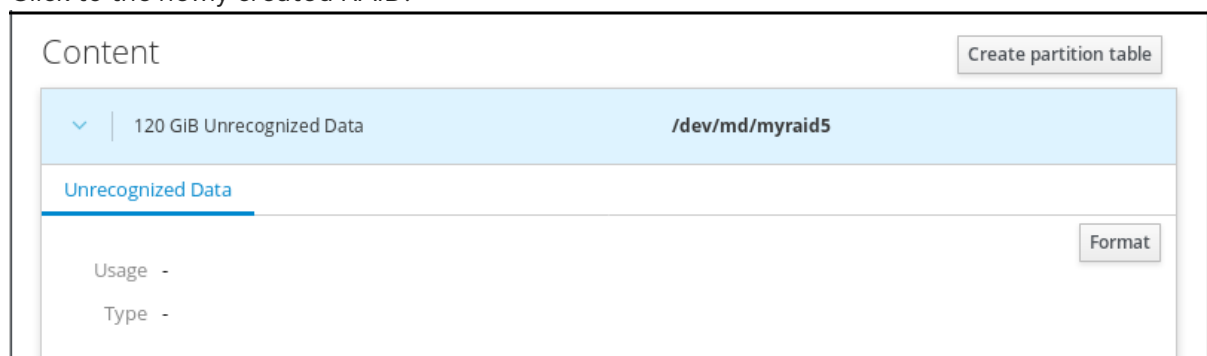 Content
Create partition table
120 GiB Unrecognized Data
/dev/md/myraid5
Unrecognized Data
Format
Usage -
Type -